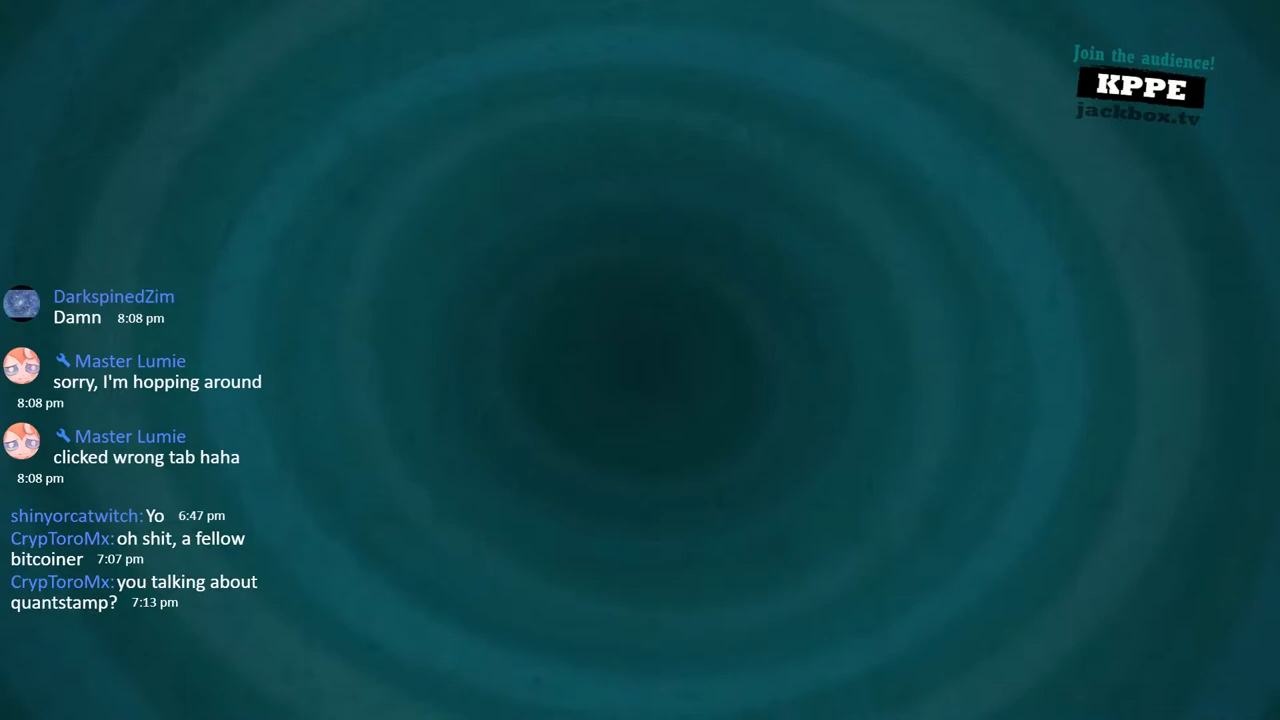 Join the audience!
KPPE
jackbox.tv
DarkspinedZim
Damn 8:08 pm
Master Lumie
sorry, I'm hopping around
8:08 pm
Master Lumie
clicked wrong tab haha
8:08 pm
shinyorcatwitch: Yo 6:47 pm
CrypToroMx: oh shit, a fellow
bitcoiner 7:07 pm
CrypToroMx: you talking about
quantstamp? 7:13 pm